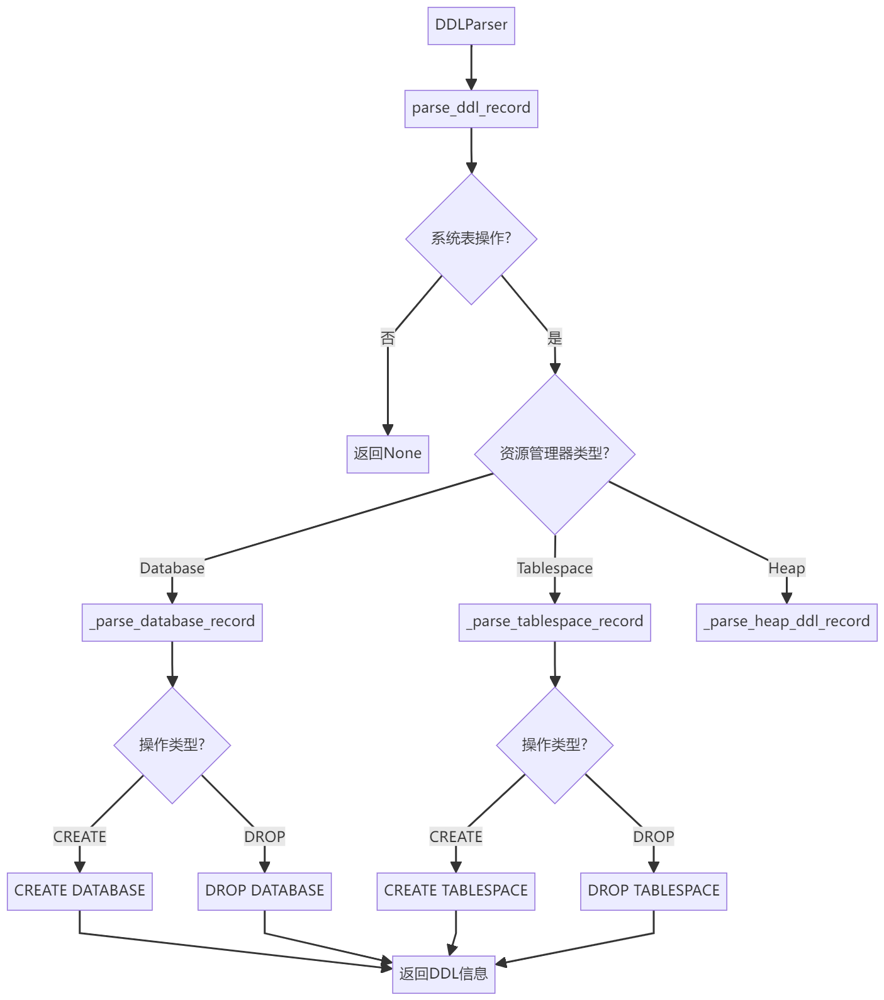 DDLParser
parse_ddl_record
系统表操作?
否
是
返回None
资源管理器类型?
Database
Tablespace
Heap
_parse_database_record
_parse_tablespace_record
_parse_heap_ddl_record
操作类型?
操作类型?
CREATE
DROP
CREATE
DROP
CREATE DATABASE
DROP DATABASE
CREATE TABLESPACE
DROP TABLESPACE
返回DDL信息